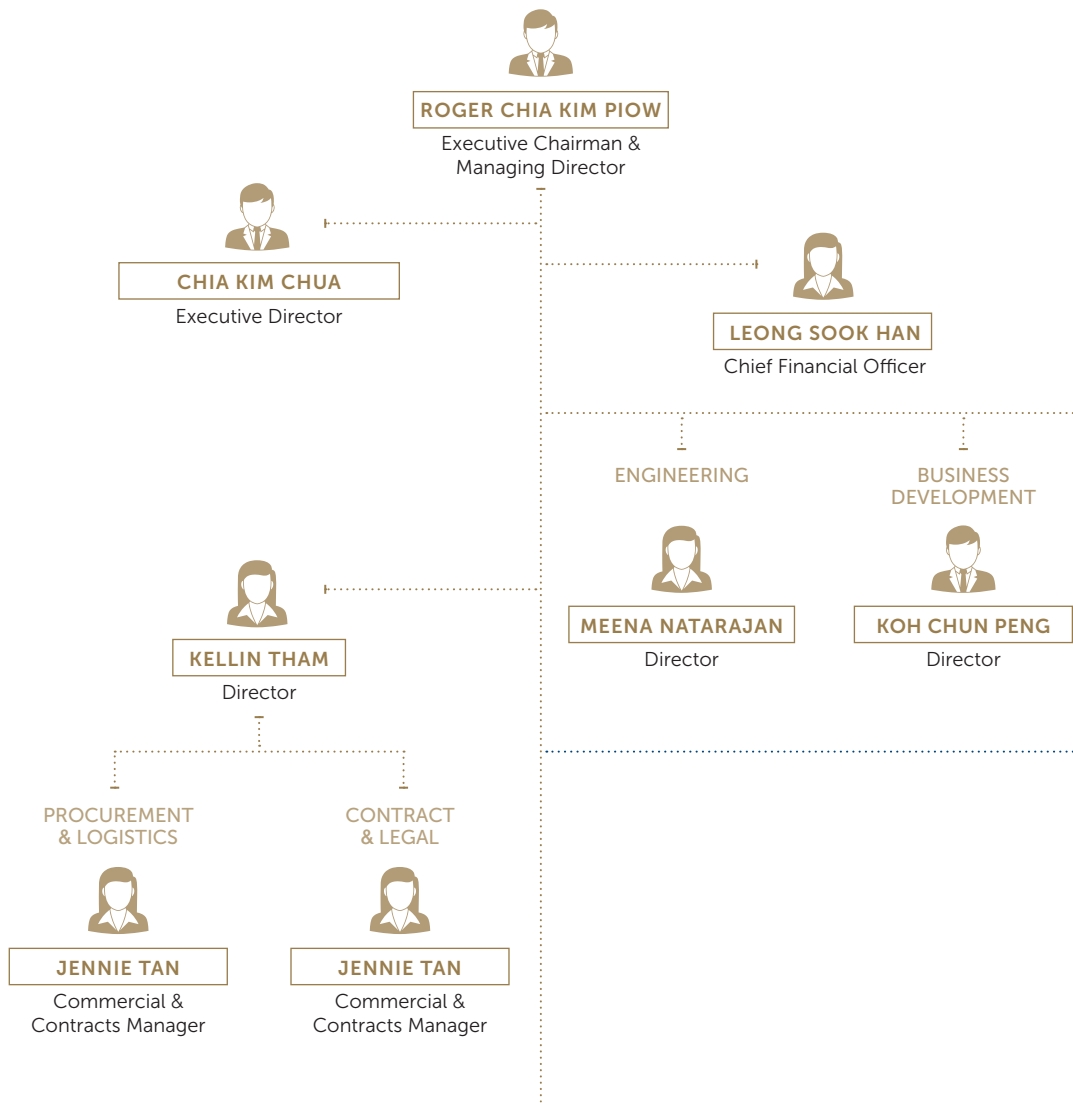 ROGER CHIA KIM PIOW
Executive Chairman &
Managing Director
CHIA KIM CHUA
Executive Director
LEONG SOOK HAN
Chief Financial Officer
ENGINEERING
MEENA NATARAJAN
Director
BUSINESS
DEVELOPMENT
KOH CHUN PENG
Director
KELLIN THAM
Director
PROCUREMENT
& LOGISTICS
JENNIE TAN
Commercial &
Contracts Manager
CONTRACT
& LEGAL
JENNIE TAN
Commercial &
Contracts Manager